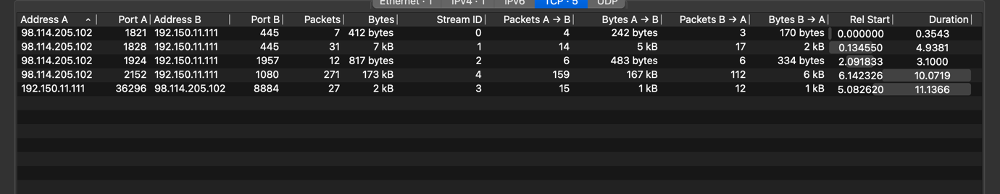 Ethernet · 1 IPv4 · 1 IPv6 TCP · 5 UDP
Address A Port A Address B Port B Packets Bytes Stream ID Packets A → B Bytes A → B Packets B → A Bytes B → A Rel Start Duration
98.114.205.102 1821 192.150.11.111 445 7 412 bytes 0 4 242 bytes 3 170 bytes 0.000000 0.3543
98.114.205.102 1828 192.150.11.111 445 31 7 kB 1 14 5 kB 17 2 kB 0.134550 4.9381
98.114.205.102 1924 192.150.11.111 1957 12 817 bytes 2 6 483 bytes 6 334 bytes 2.091833 3.1000
98.114.205.102 2152 192.150.11.111 1080 271 173 kB 4 159 167 kB 112 6 kB 6.142326 10.0719
192.150.11.111 36296 98.114.205.102 8884 27 2 kB 3 15 1 kB 12 1 kB 5.082620 11.1366